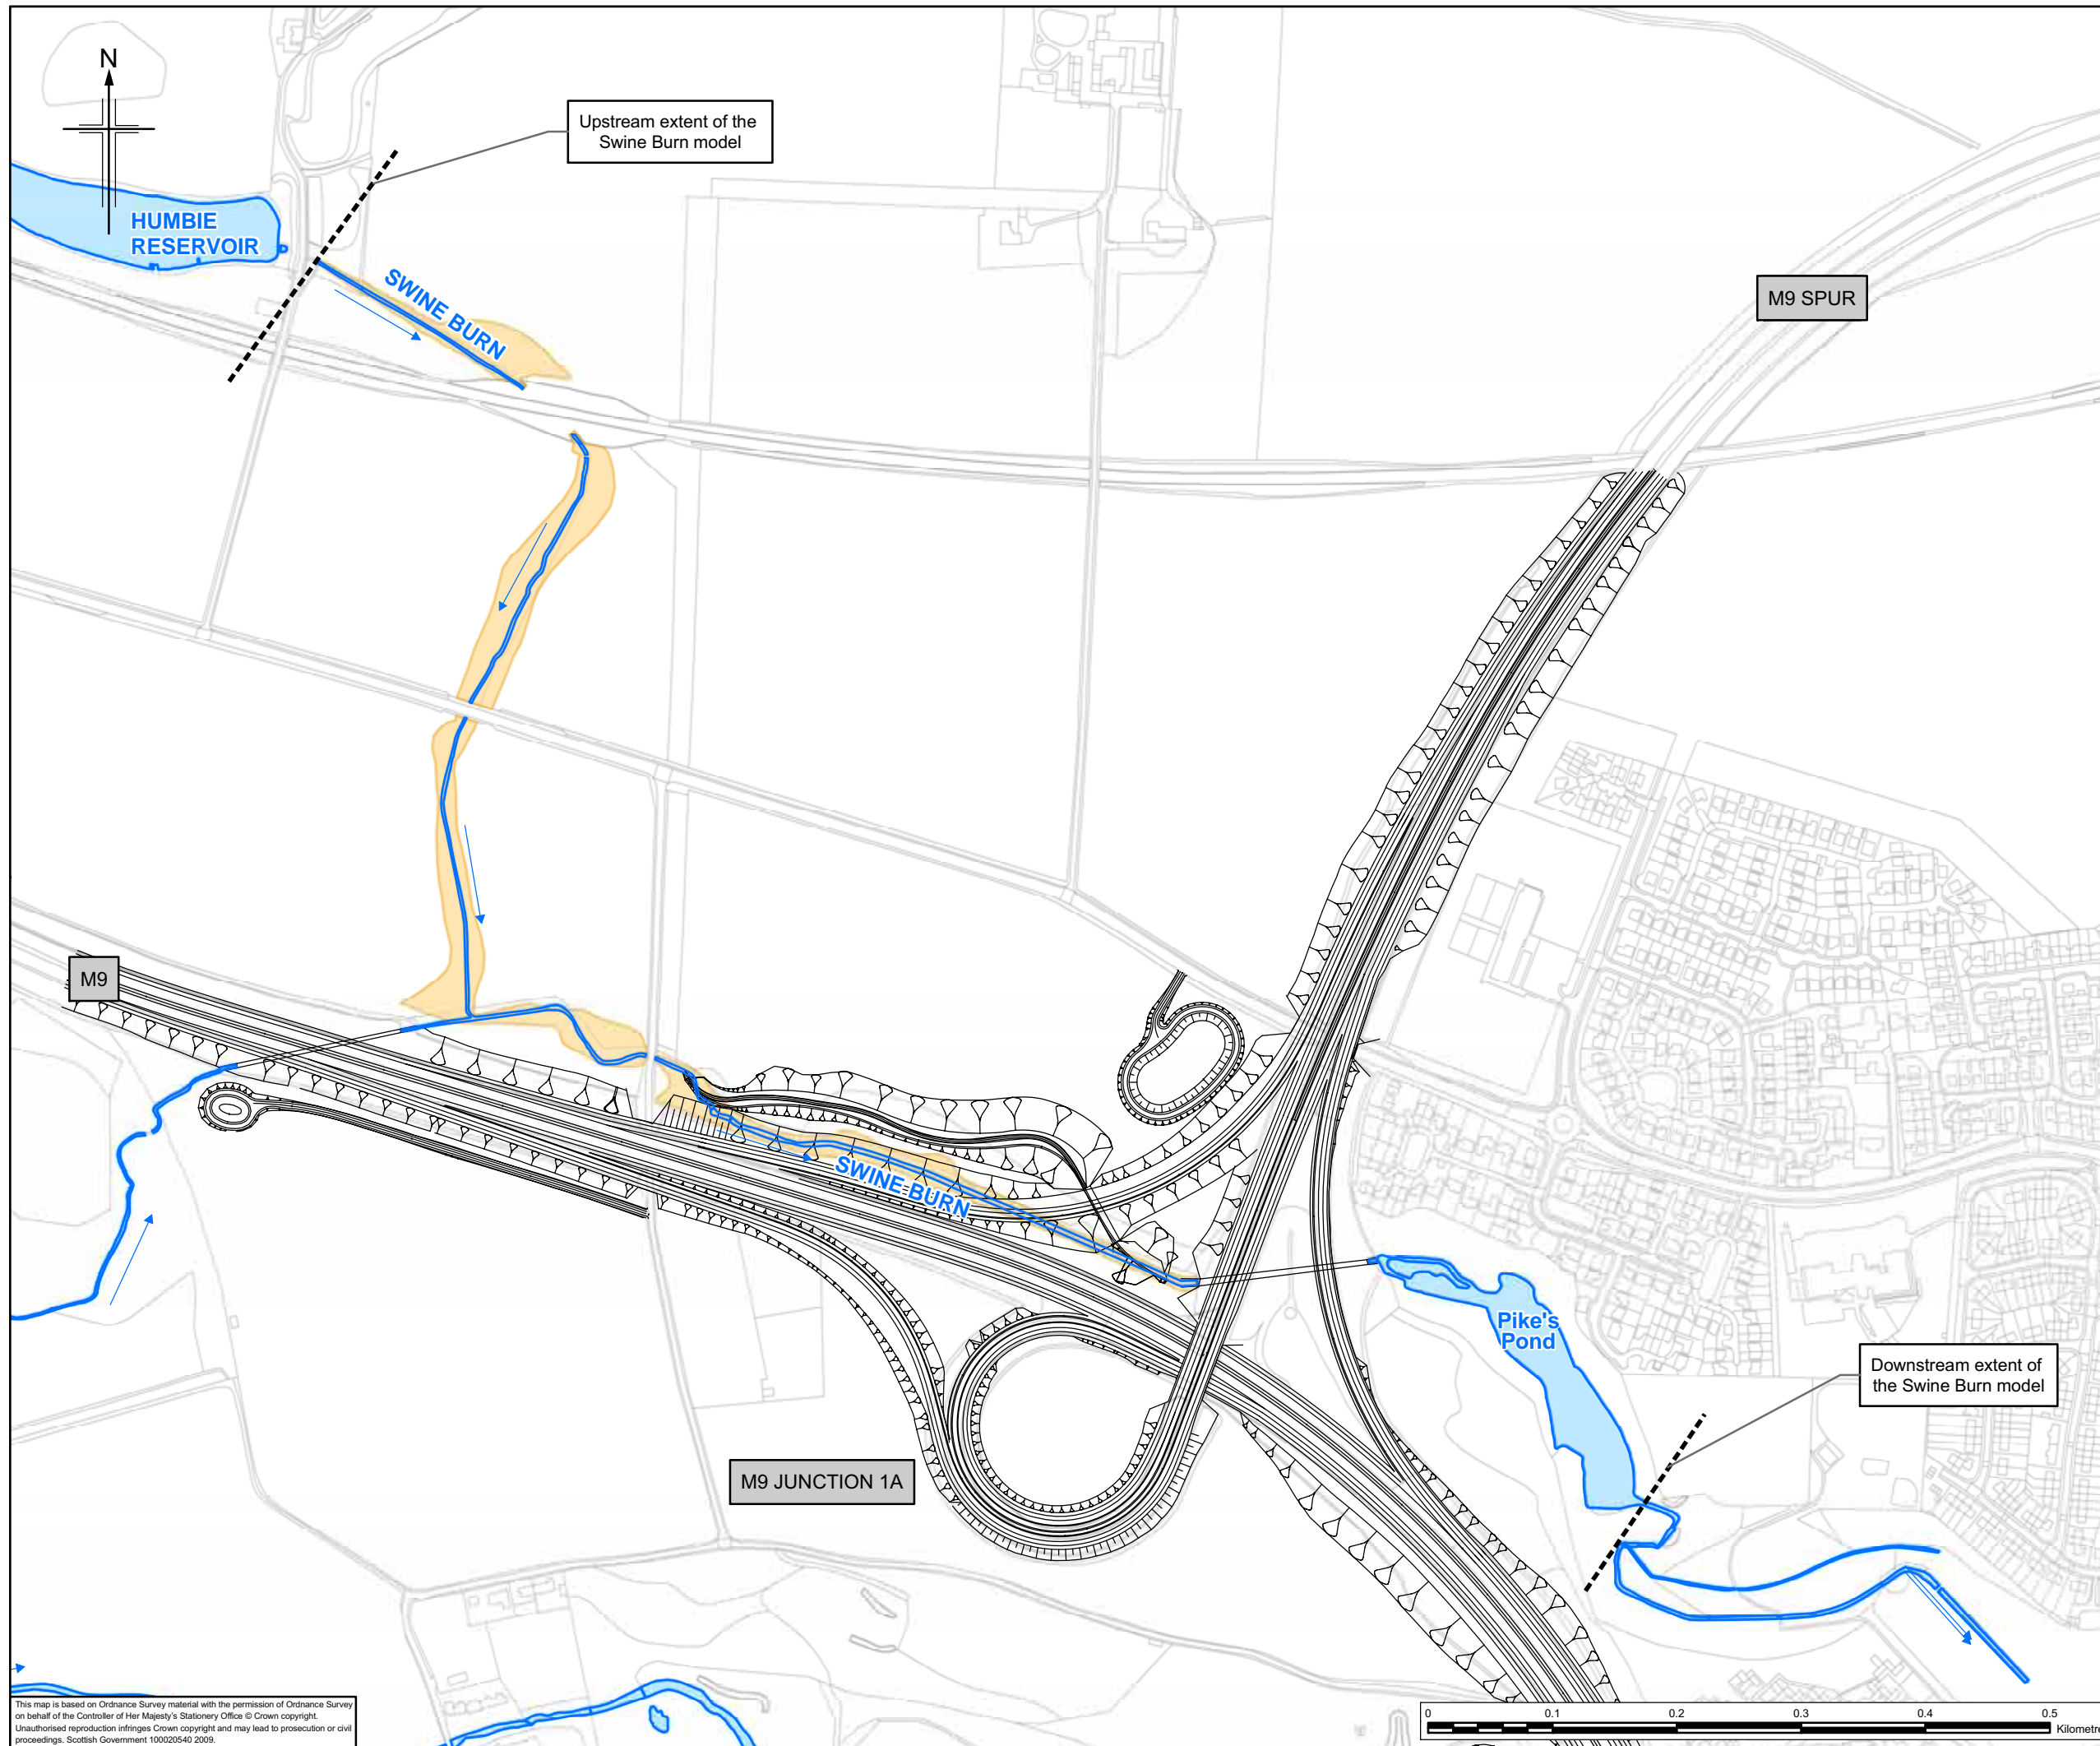 N
Upstream extent of the
Swine Burn model
HUMBIE
RESERVOIR
SWINE BURN
M9 SPUR
M9
SWINE BURN
Pike's
Pond
Downstream extent of
the Swine Burn model
M9 JUNCTION 1A
This map is based on Ordnance Survey material with the permission of Ordnance Survey
on behalf of the Controller of Her Majesty's Stationery Office © Crown copyright.
Unauthorised reproduction infringes Crown copyright and may lead to prosecution or civil
proceedings. Scottish Government 100020540 2009.
0 0.1 0.2 0.3 0.4 0.5
Kilometre